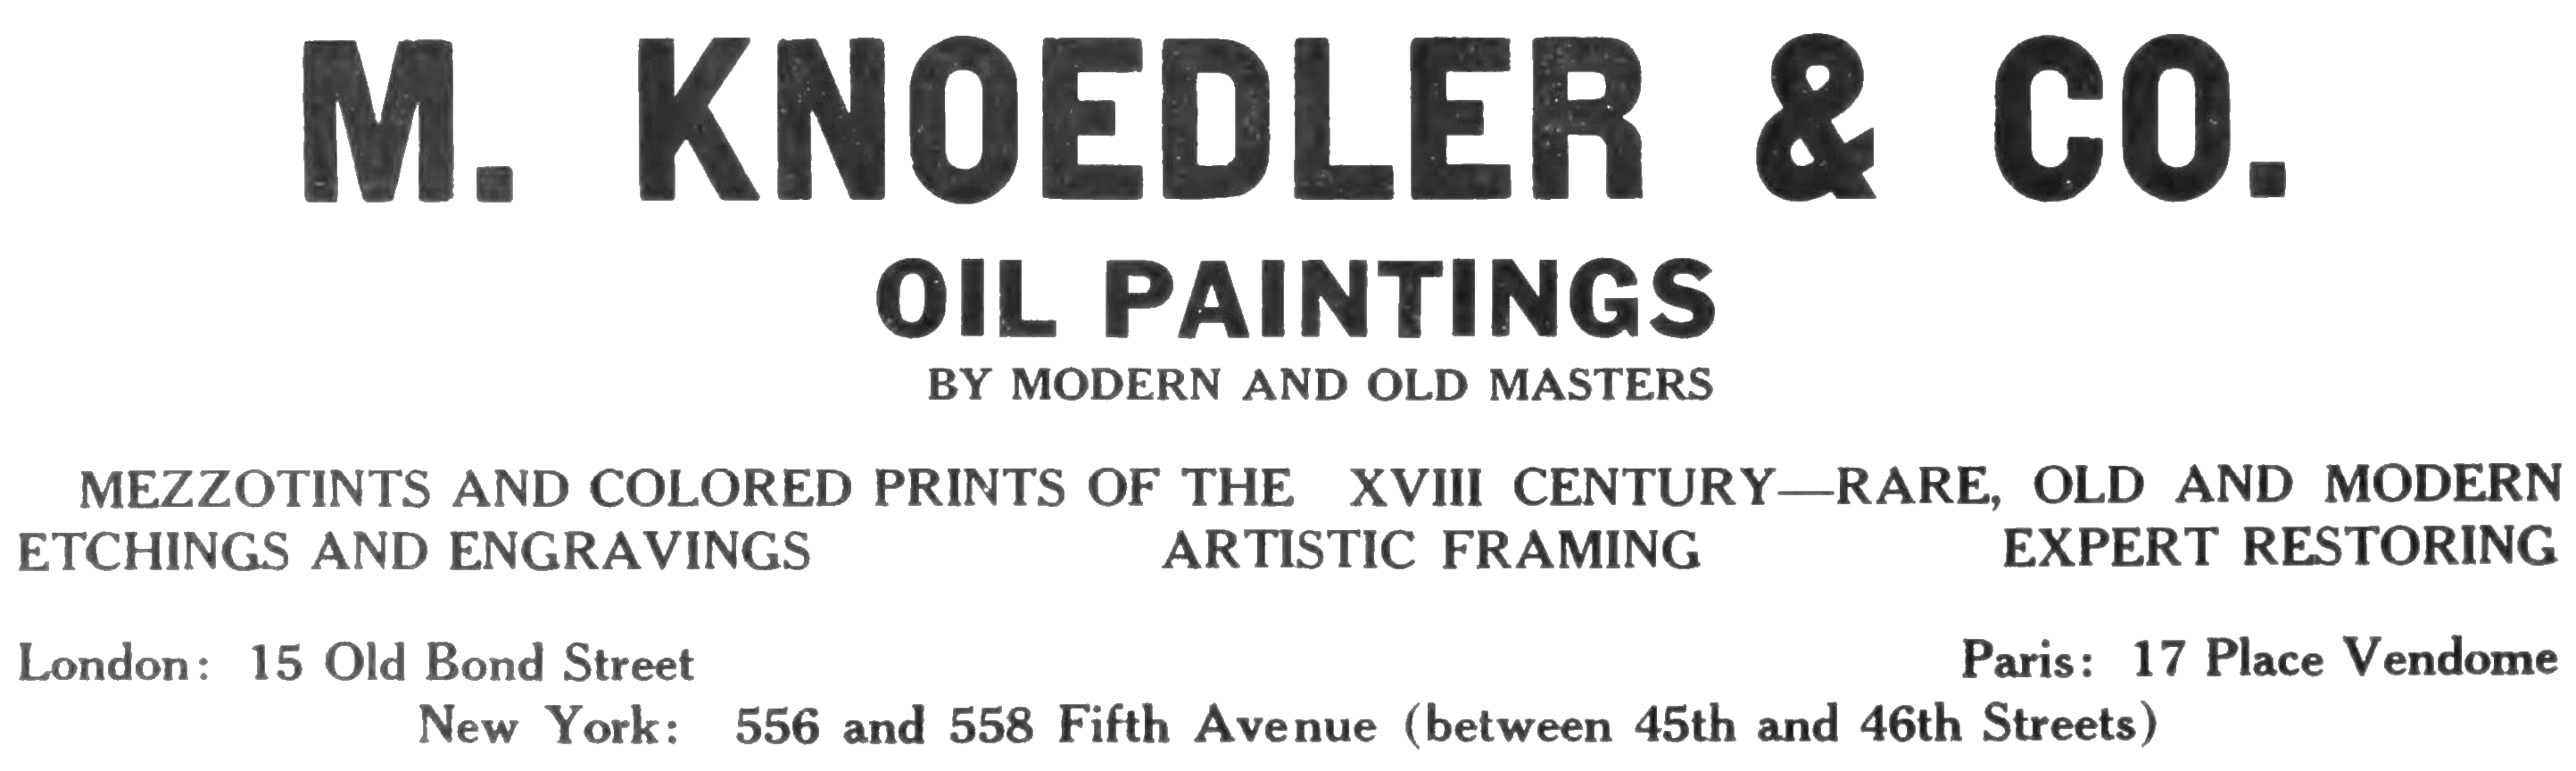 M. KNOEDLER & CO.
OIL PAINTINGS
BY MODERN AND OLD MASTERS
MEZZOTINTS AND COLORED PRINTS OF THE XVIII CENTURY—RARE, OLD AND MODERN
ETCHINGS AND ENGRAVINGS ARTISTIC FRAMING EXPERT RESTORING
London: 15 Old Bond Street Paris: 17 Place Vendome
New York: 556 and 558 Fifth Avenue (between 45th and 46th Streets)